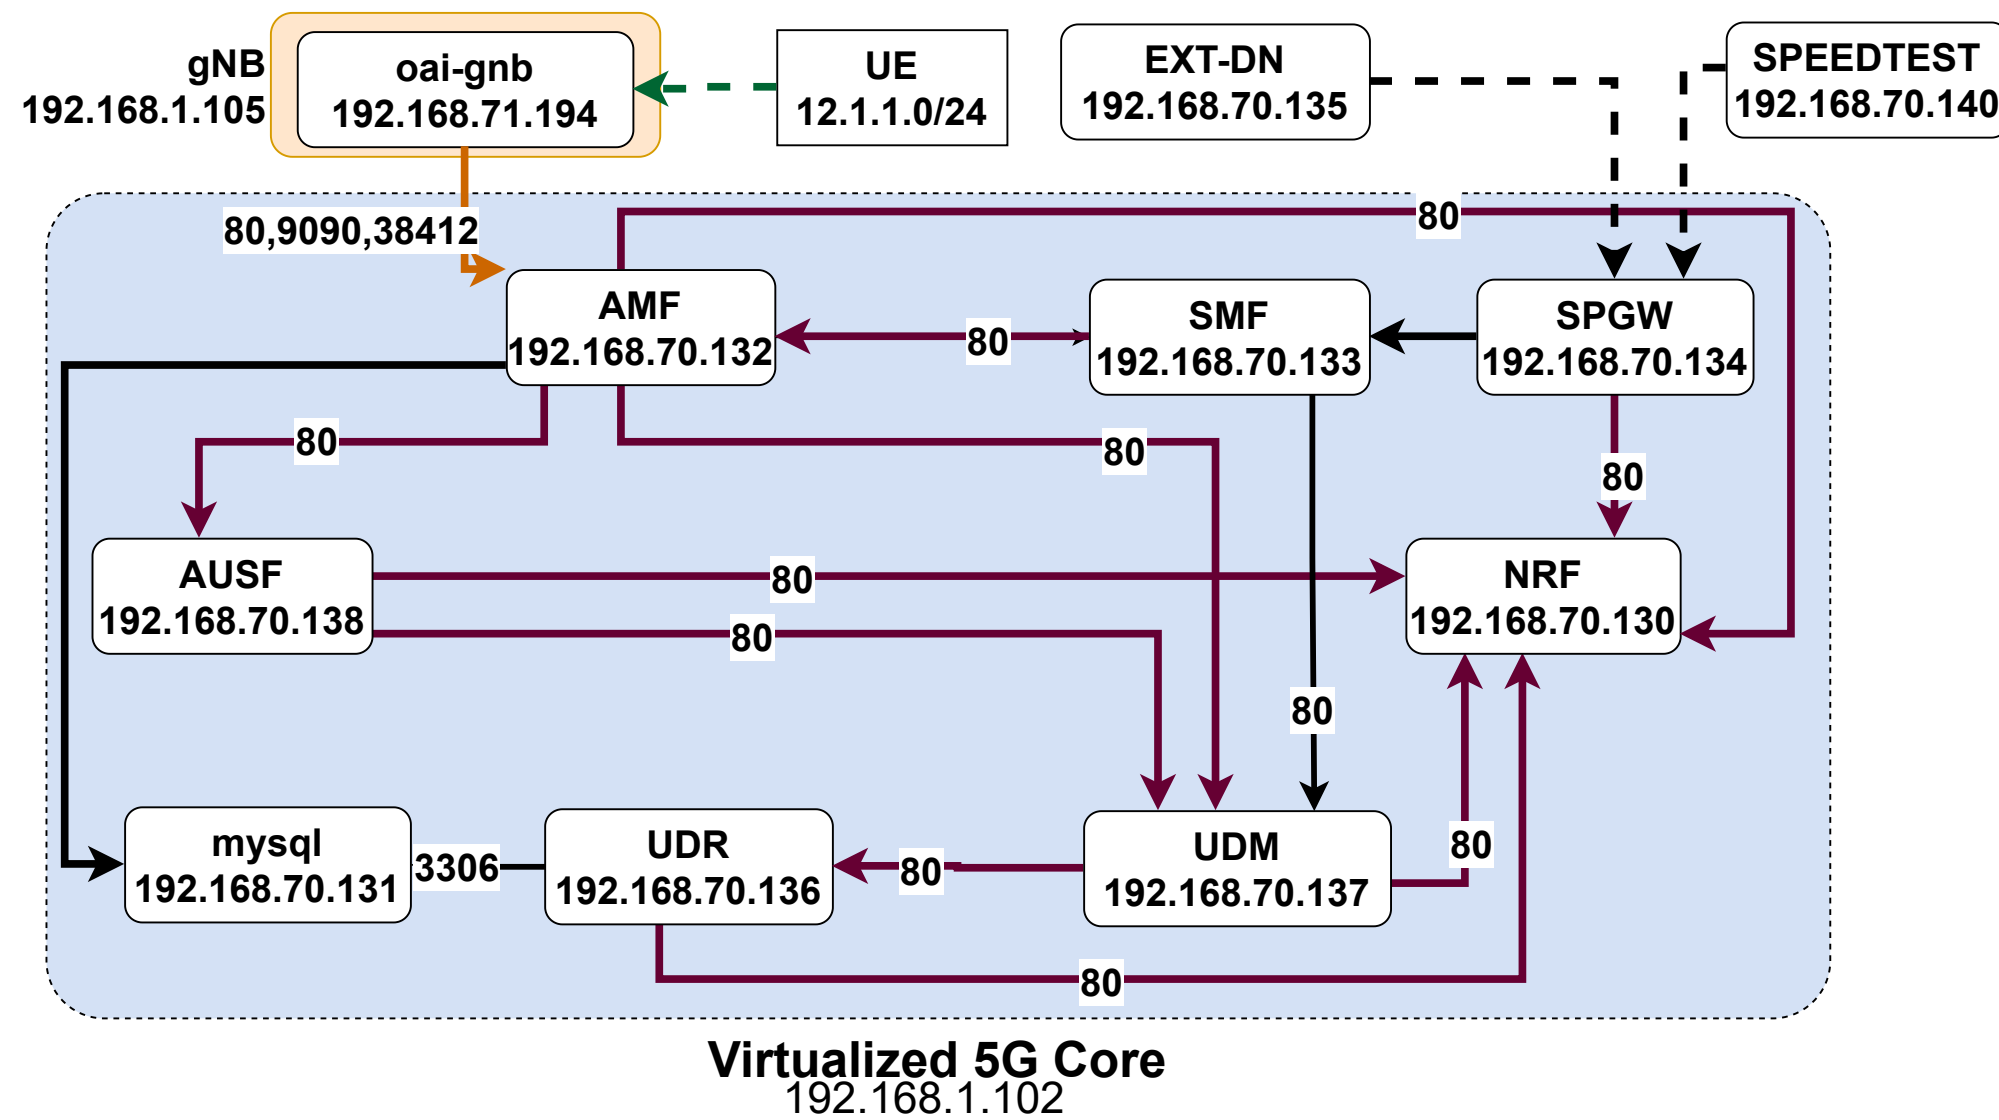 gNB
192.168.1.105
oai-gnb
192.168.71.194
UE
12.1.1.0/24
EXT-DN
192.168.70.135
SPEEDTEST
192.168.70.140
80,9090,38412
80
AMF
192.168.70.132
80
SMF
192.168.70.133
SPGW
192.168.70.134
80
80
80
AUSF
192.168.70.138
80
80
NRF
192.168.70.130
80
80
mysql
192.168.70.131
3306
UDR
192.168.70.136
80
UDM
192.168.70.137
80
80
Virtualized 5G Core
192.168.1.102